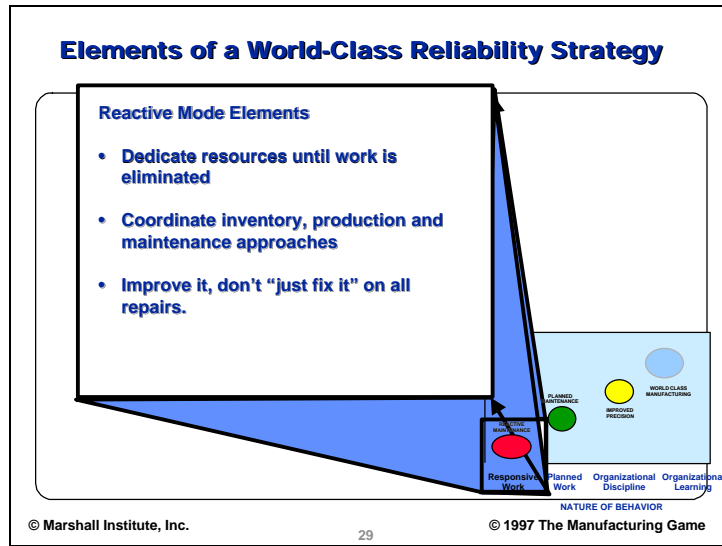 Elements of a World-Class Reliability Strategy
Reactive Mode Elements
• Dedicate resources until work is
eliminated
• Coordinate inventory, production and
maintenance approaches
• Improve it, don't “just fix it” on all
repairs.
WORLD CLASS
MANUFACTURING
PLANNED
MAINTENANCE
IMPROVED
PRECISION
REACTIVE
MAINTENANCE
Responsive
Work
Planned
Work
Organizational
Discipline
Organizational
Learning
NATURE OF BEHAVIOR
© Marshall Institute, Inc.
29
© 1997 The Manufacturing Game